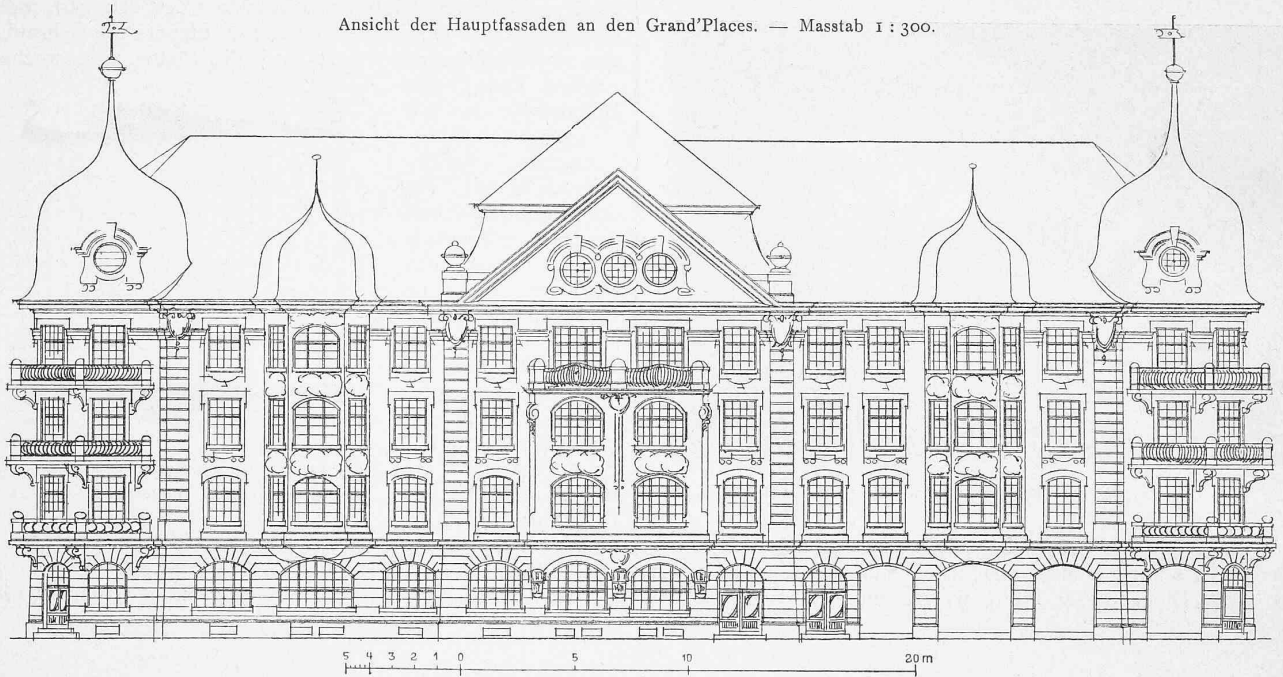 Ansicht der Hauptfassaden an den Grand'Places. — Masstab 1 : 300.
5 4 3 2 1 0 5 10 20 m